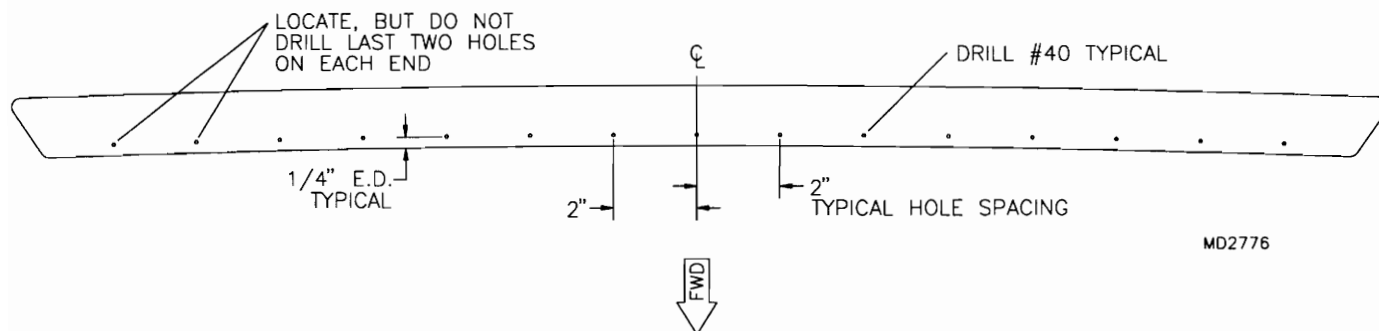 LOCATE, BUT DO NOT
DRILL LAST TWO HOLES
ON EACH END
℄
DRILL #40 TYPICAL
1/4" E.D.
TYPICAL
2"
2"
TYPICAL HOLE SPACING
MD2776
FWD